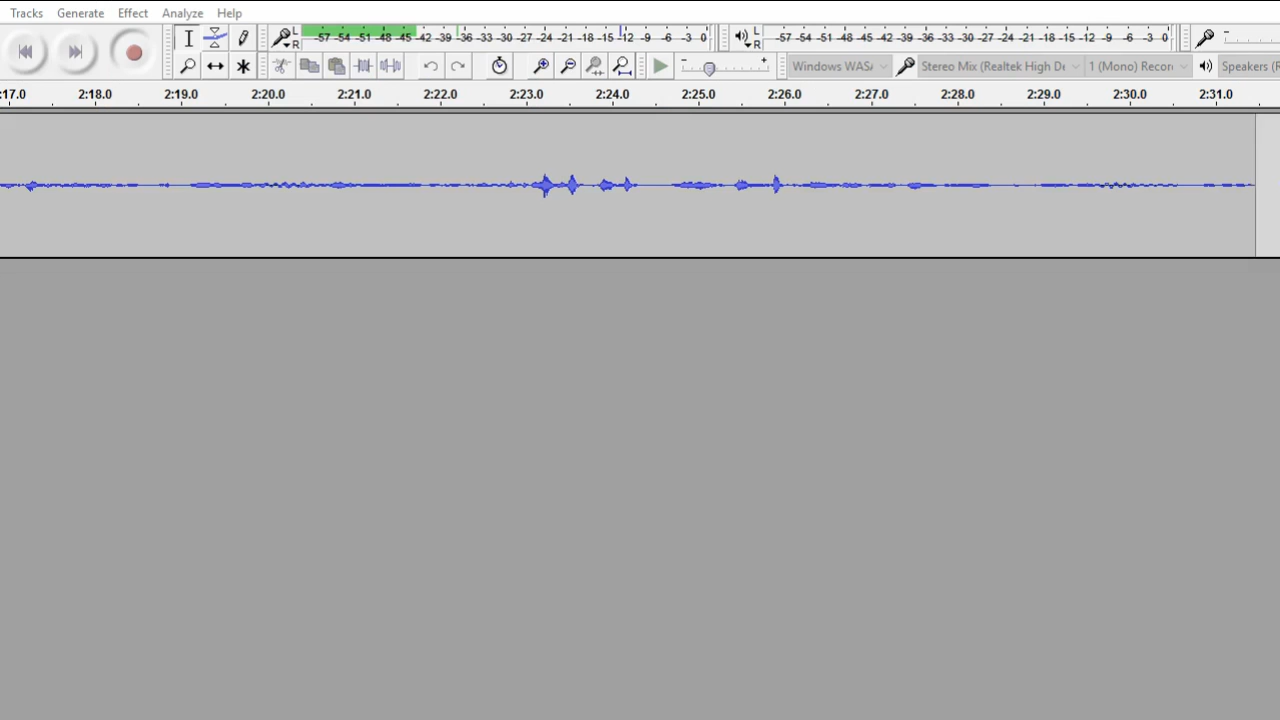 Tracks Generate Effect Analyze Help
L R -57 -54 -51 -48 -45 -42 -39 -36 -33 -30 -27 -24 -21 -18 -15 -12 -9 -6 -3 0 L R -57 -54 -51 -48 -45 -42 -39 -36 -33 -30 -27 -24 -21 -18 -15 -12 -9 -6 -3 0
Windows WAS Stereo Mix (Realtek High De 1 (Mono) Recor Speakers (R
:17.0 2:18.0 2:19.0 2:20.0 2:21.0 2:22.0 2:23.0 2:24.0 2:25.0 2:26.0 2:27.0 2:28.0 2:29.0 2:30.0 2:31.0